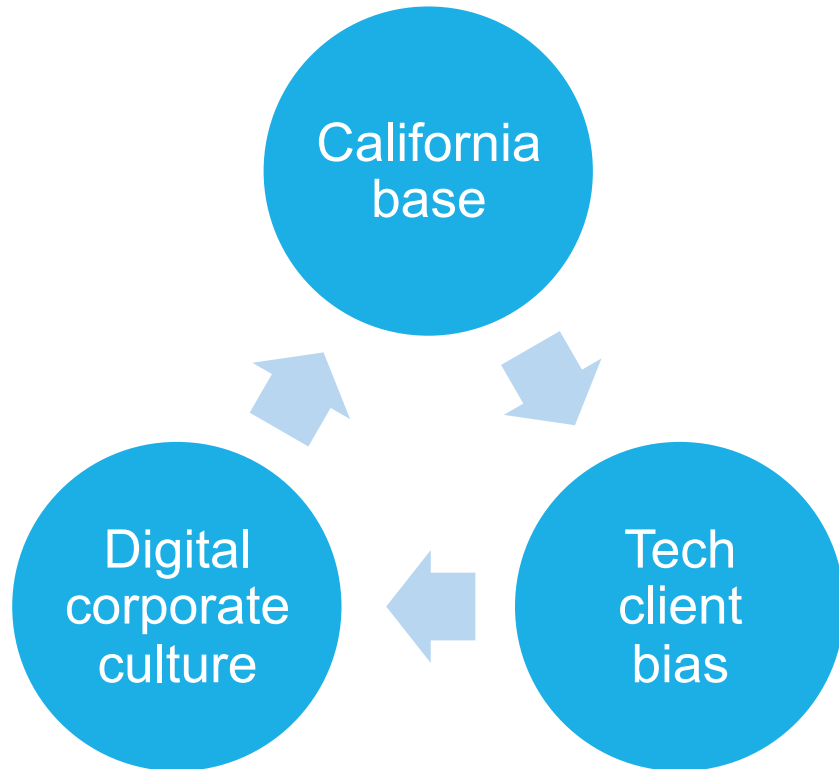 California
base
Tech
client
bias
Digital
corporate
culture